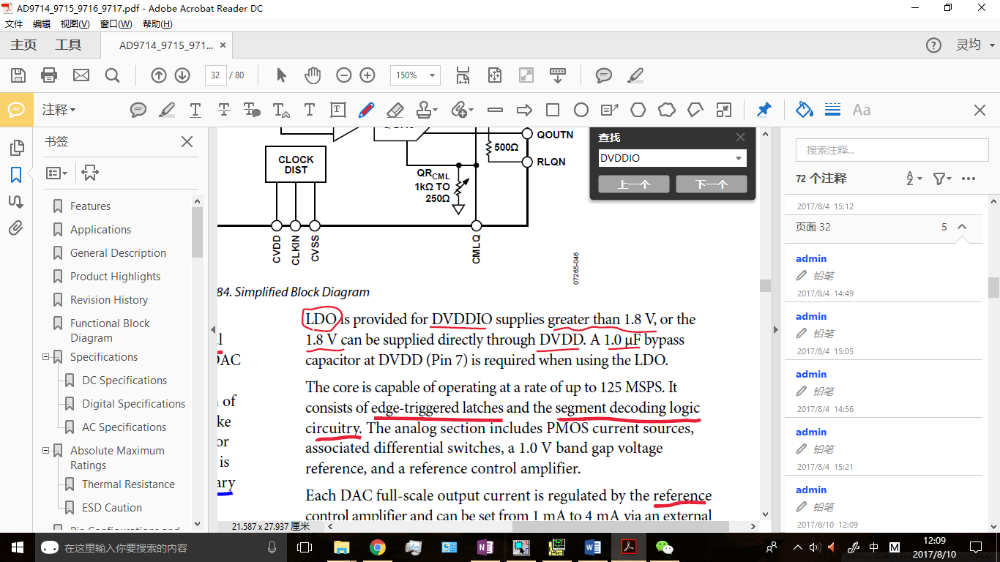 AD9714_9715_9716_9717.pdf - Adobe Acrobat Reader DC
文件 编辑 视图(V) 窗口(W) 帮助(H)
主页 工具 AD9714_9715_971... × 灵均
32 / 80 150%
注释 Aa
书签
Features
Applications
General Description
Product Highlights
Revision History
Functional Block
Diagram
Specifications
DC Specifications
Digital Specifications
AC Specifications
Absolute Maximum
Ratings
Thermal Resistance
ESD Caution
Pin Configurations and
QOUTN
500Ω
RLQN
CLOCK
DIST
QRCML
1kΩ TO
250Ω
CVDD
CLKIN
CVSS
CMLQ
07265-046
84. Simplified Block Diagram
al
DAC
of
ke
or
is
ary
LDO is provided for DVDDIO supplies greater than 1.8 V, or the
1.8 V can be supplied directly through DVDD. A 1.0 µF bypass
capacitor at DVDD (Pin 7) is required when using the LDO.
The core is capable of operating at a rate of up to 125 MSPS. It
consists of edge-triggered latches and the segment decoding logic
circuitry. The analog section includes PMOS current sources,
associated differential switches, a 1.0 V band gap voltage
reference, and a reference control amplifier.
Each DAC full-scale output current is regulated by the reference
control amplifier and can be set from 1 mA to 4 mA via an external
21.587 x 27.937 厘米
查找
DVDDIO
上一个 下一个
搜索注释...
72 个注释
2017/8/4 15:12
页面 32 5
admin
铅笔
2017/8/4 14:49
admin
铅笔
2017/8/4 15:05
admin
铅笔
2017/8/4 14:56
admin
铅笔
2017/8/4 15:21
admin
铅笔
2017/8/10 12:09
在这里输入你要搜索的内容
中 M
12:09
2017/8/10